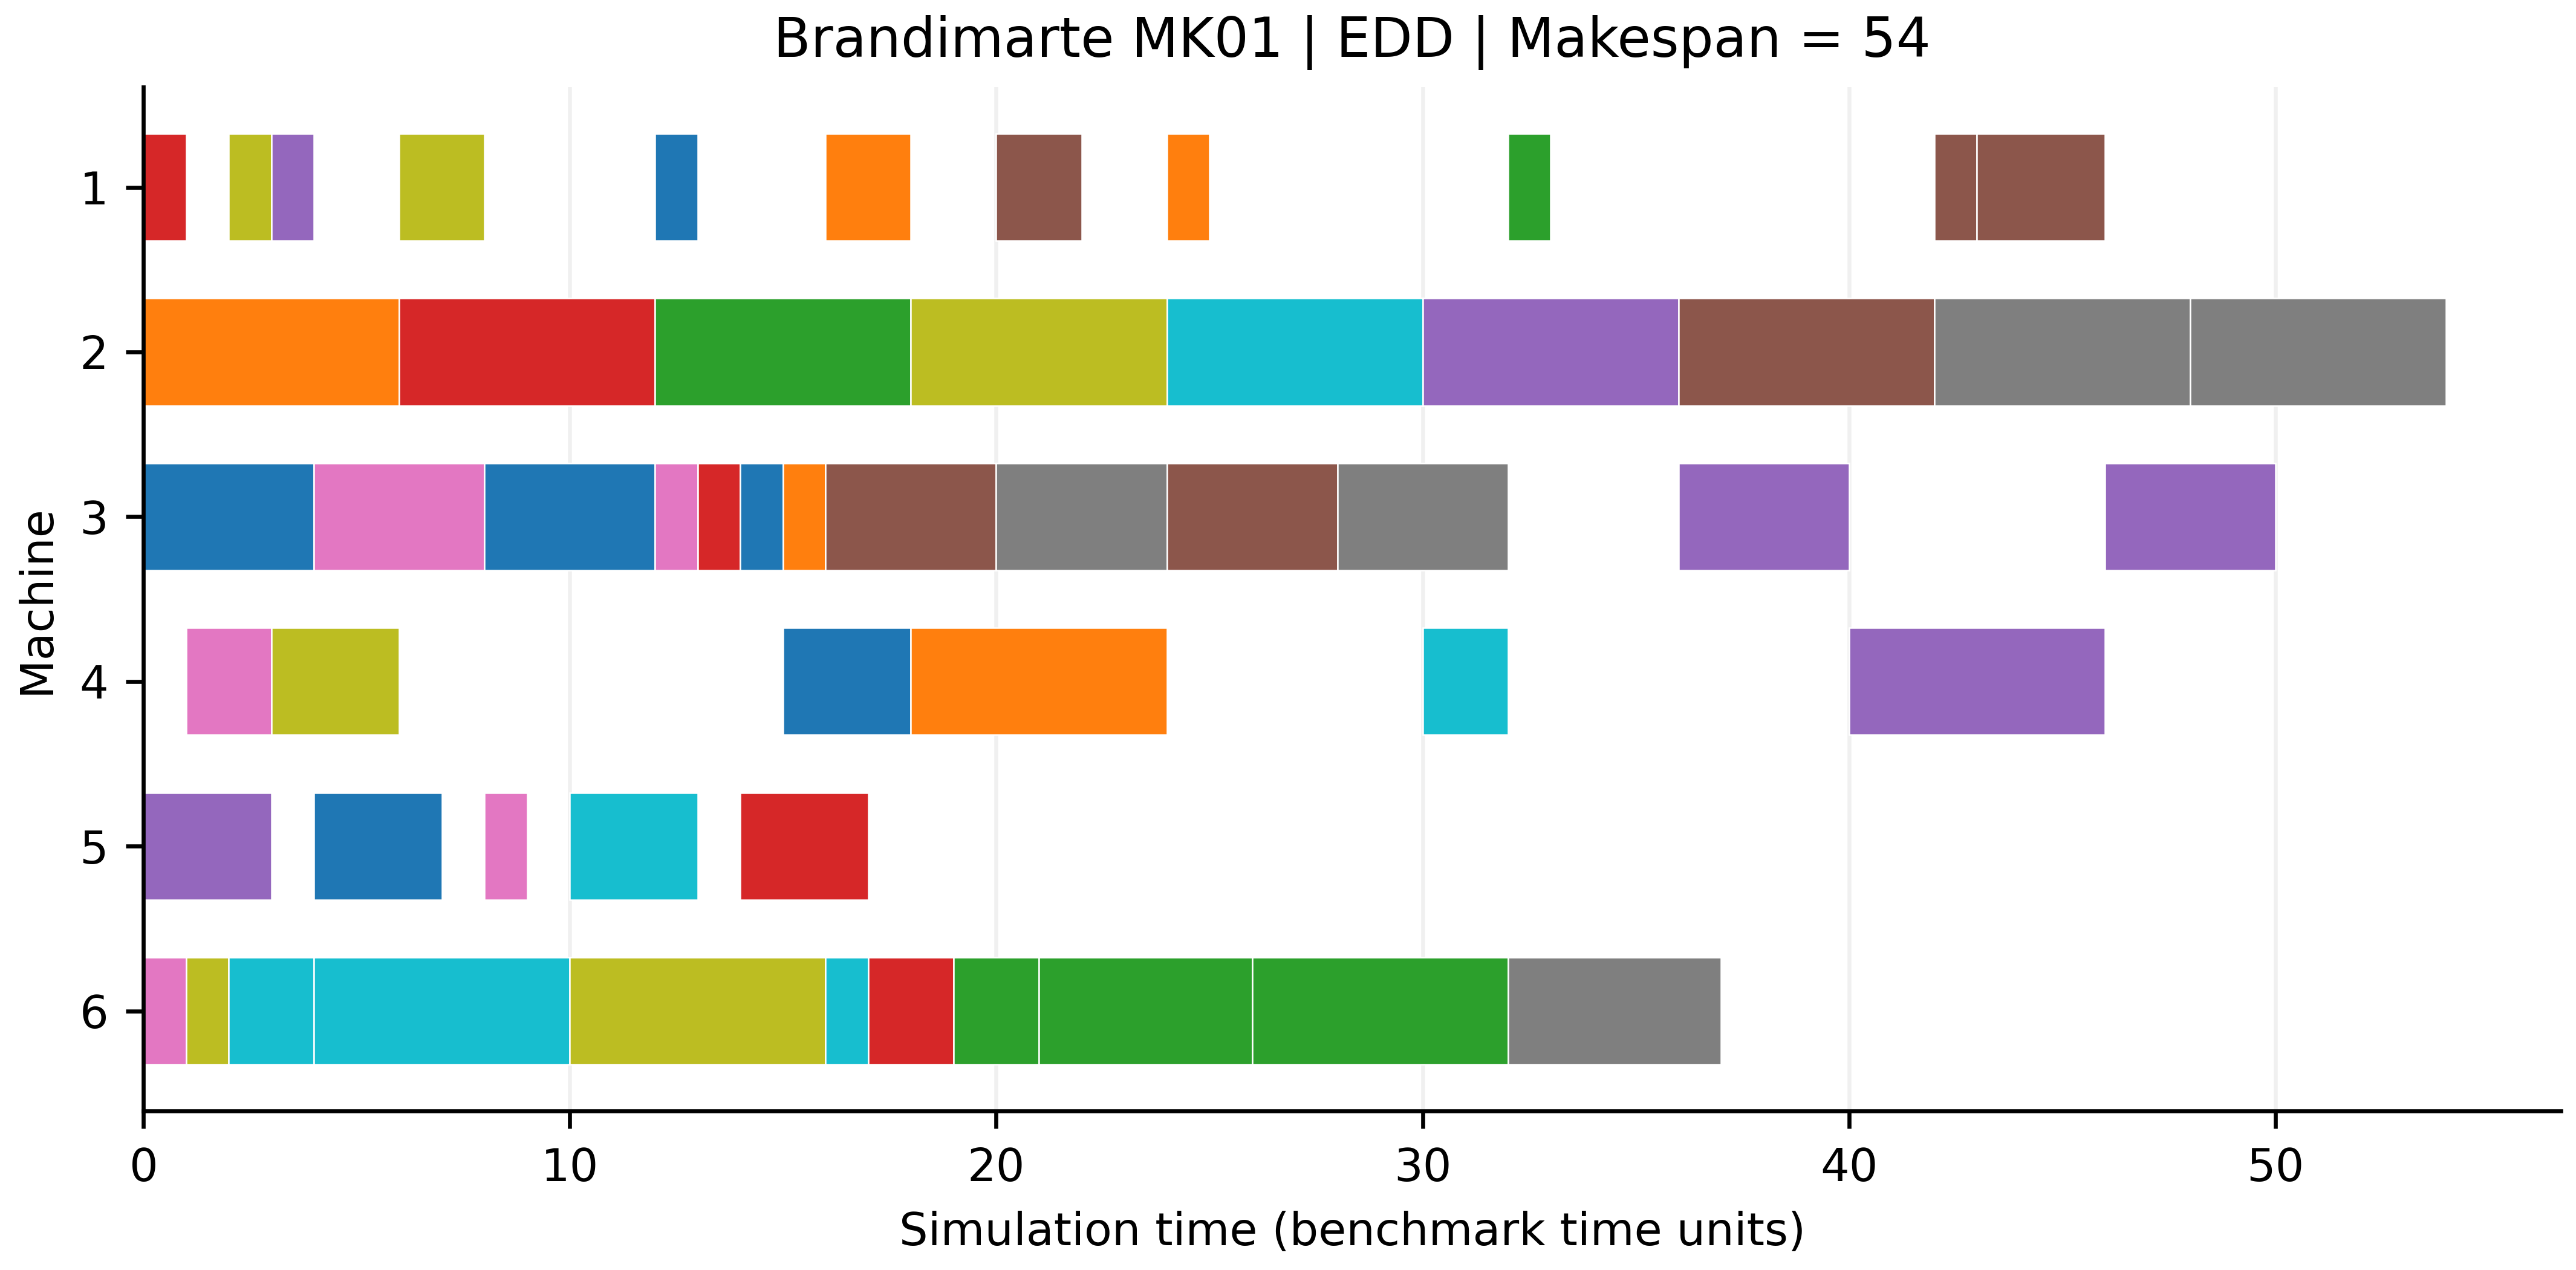 Brandimarte MK01 | EDD | Makespan = 54
Machine
1
2
3
4
5
6
0 10 20 30 40 50
Simulation time (benchmark time units)